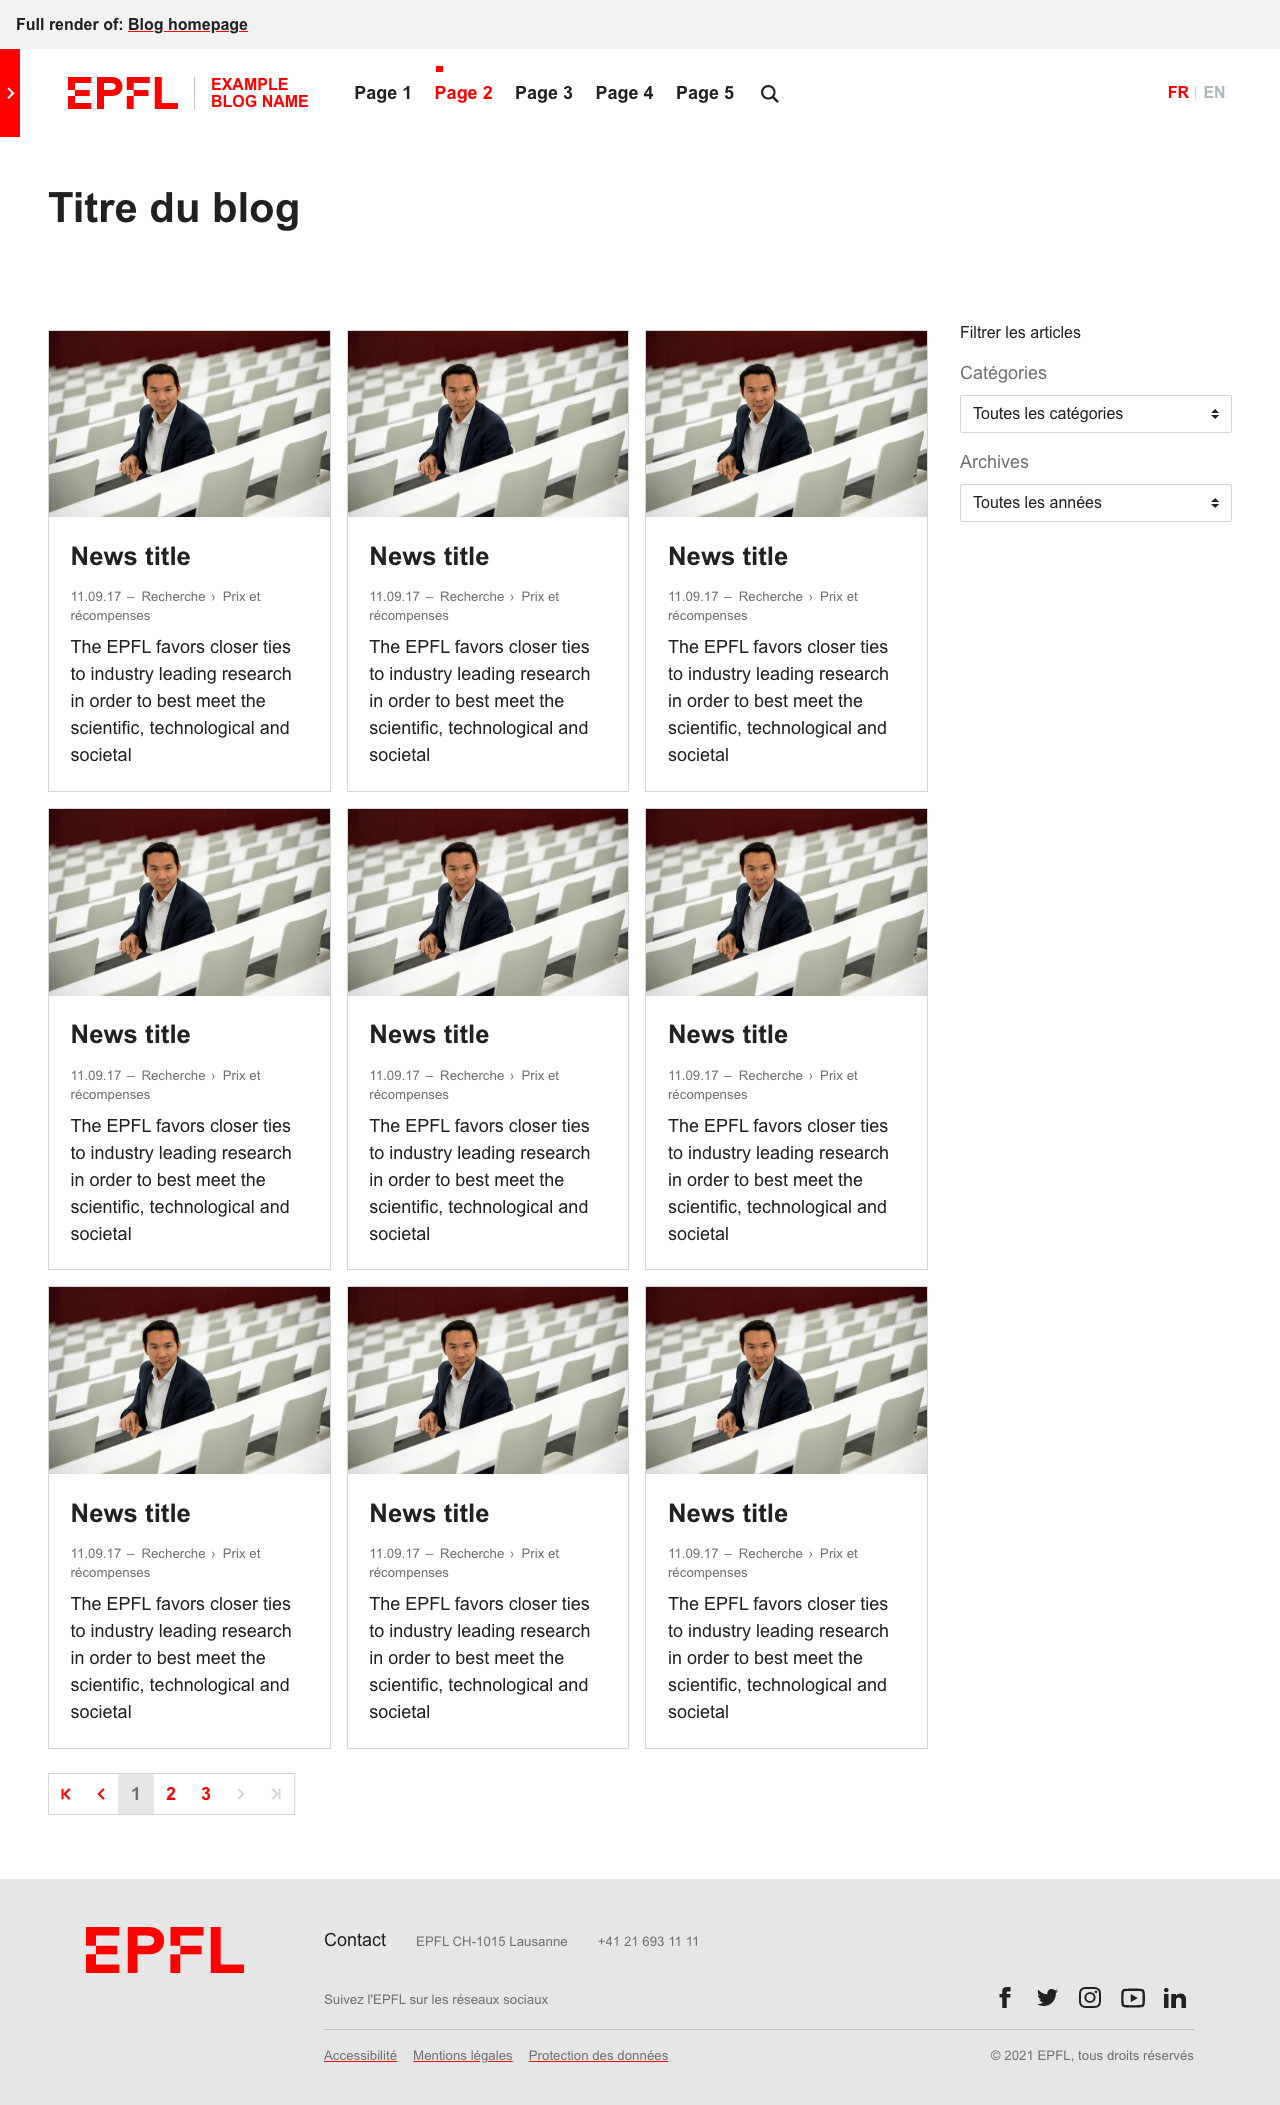 Full render of: Blog homepage
EPFL
EXAMPLE
BLOG NAME
Page 1
Page 2
Page 3
Page 4
Page 5
FR
EN
Titre du blog
News title
11.09.17 – Recherche › Prix et
récompenses
The EPFL favors closer ties
to industry leading research
in order to best meet the
scientific, technological and
societal
News title
11.09.17 – Recherche › Prix et
récompenses
The EPFL favors closer ties
to industry leading research
in order to best meet the
scientific, technological and
societal
News title
11.09.17 – Recherche › Prix et
récompenses
The EPFL favors closer ties
to industry leading research
in order to best meet the
scientific, technological and
societal
Filtrer les articles
Catégories
Toutes les catégories
Archives
Toutes les années
News title
11.09.17 – Recherche › Prix et
récompenses
The EPFL favors closer ties
to industry leading research
in order to best meet the
scientific, technological and
societal
News title
11.09.17 – Recherche › Prix et
récompenses
The EPFL favors closer ties
to industry leading research
in order to best meet the
scientific, technological and
societal
News title
11.09.17 – Recherche › Prix et
récompenses
The EPFL favors closer ties
to industry leading research
in order to best meet the
scientific, technological and
societal
News title
11.09.17 – Recherche › Prix et
récompenses
The EPFL favors closer ties
to industry leading research
in order to best meet the
scientific, technological and
societal
News title
11.09.17 – Recherche › Prix et
récompenses
The EPFL favors closer ties
to industry leading research
in order to best meet the
scientific, technological and
societal
News title
11.09.17 – Recherche › Prix et
récompenses
The EPFL favors closer ties
to industry leading research
in order to best meet the
scientific, technological and
societal
1 2 3
EPFL
Contact EPFL CH-1015 Lausanne +41 21 693 11 11
Suivez l'EPFL sur les réseaux sociaux
Accessibilité Mentions légales Protection des données
© 2021 EPFL, tous droits réservés